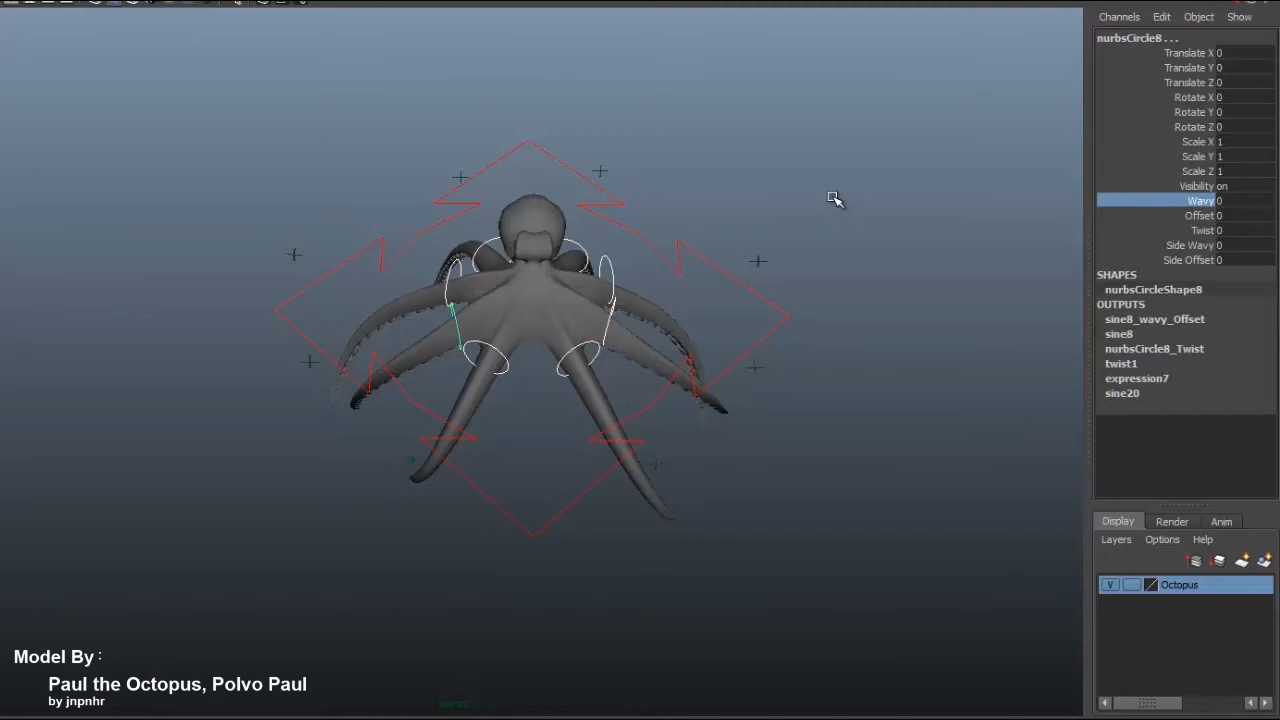 Channels Edit Object Show
nurbsCircle8 . . .
Translate X 0
Translate Y 0
Translate Z 0
Rotate X 0
Rotate Y 0
Rotate Z 0
Scale X 1
Scale Y 1
Scale Z 1
Visibility on
Wavy 0
Offset 0
Twist 0
Side Wavy 0
Side Offset 0
SHAPES
nurbsCircleShape8
OUTPUTS
sine8_wavy_Offset
sine8
nurbsCircle8_Twist
twist1
expression7
sine20
Display Render Anim
Layers Options Help
V Octopus
Model By :
Paul the Octopus, Polvo Paul
by jnpnhr
persp